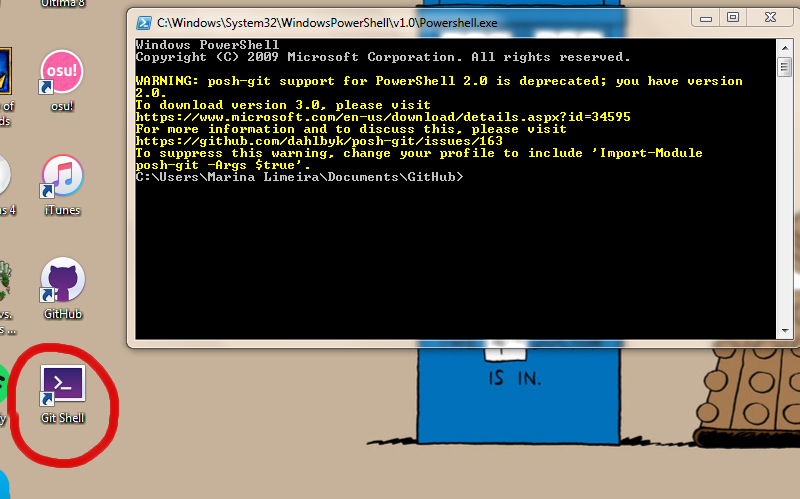 Ultima 8
C:\Windows\System32\WindowsPowerShell\v1.0\Powershell.exe
Windows PowerShell
Copyright (C) 2009 Microsoft Corporation. All rights reserved.
WARNING: posh-git support for PowerShell 2.0 is deprecated; you have version
2.0.
To download version 3.0, please visit
https://www.microsoft.com/en-us/download/details.aspx?id=34595
For more information and to discuss this, please visit
https://github.com/dahlbyk/posh-git/issues/163
To suppress this warning, change your profile to include 'Import-Module
posh-git -Args $true'.
C:\Users\Marina Limeira\Documents\GitHub>
osu!
of
osu!
ds
iTunes
s 4
GitHub
vs.
s ...
Git Shell
fy
IS IN.